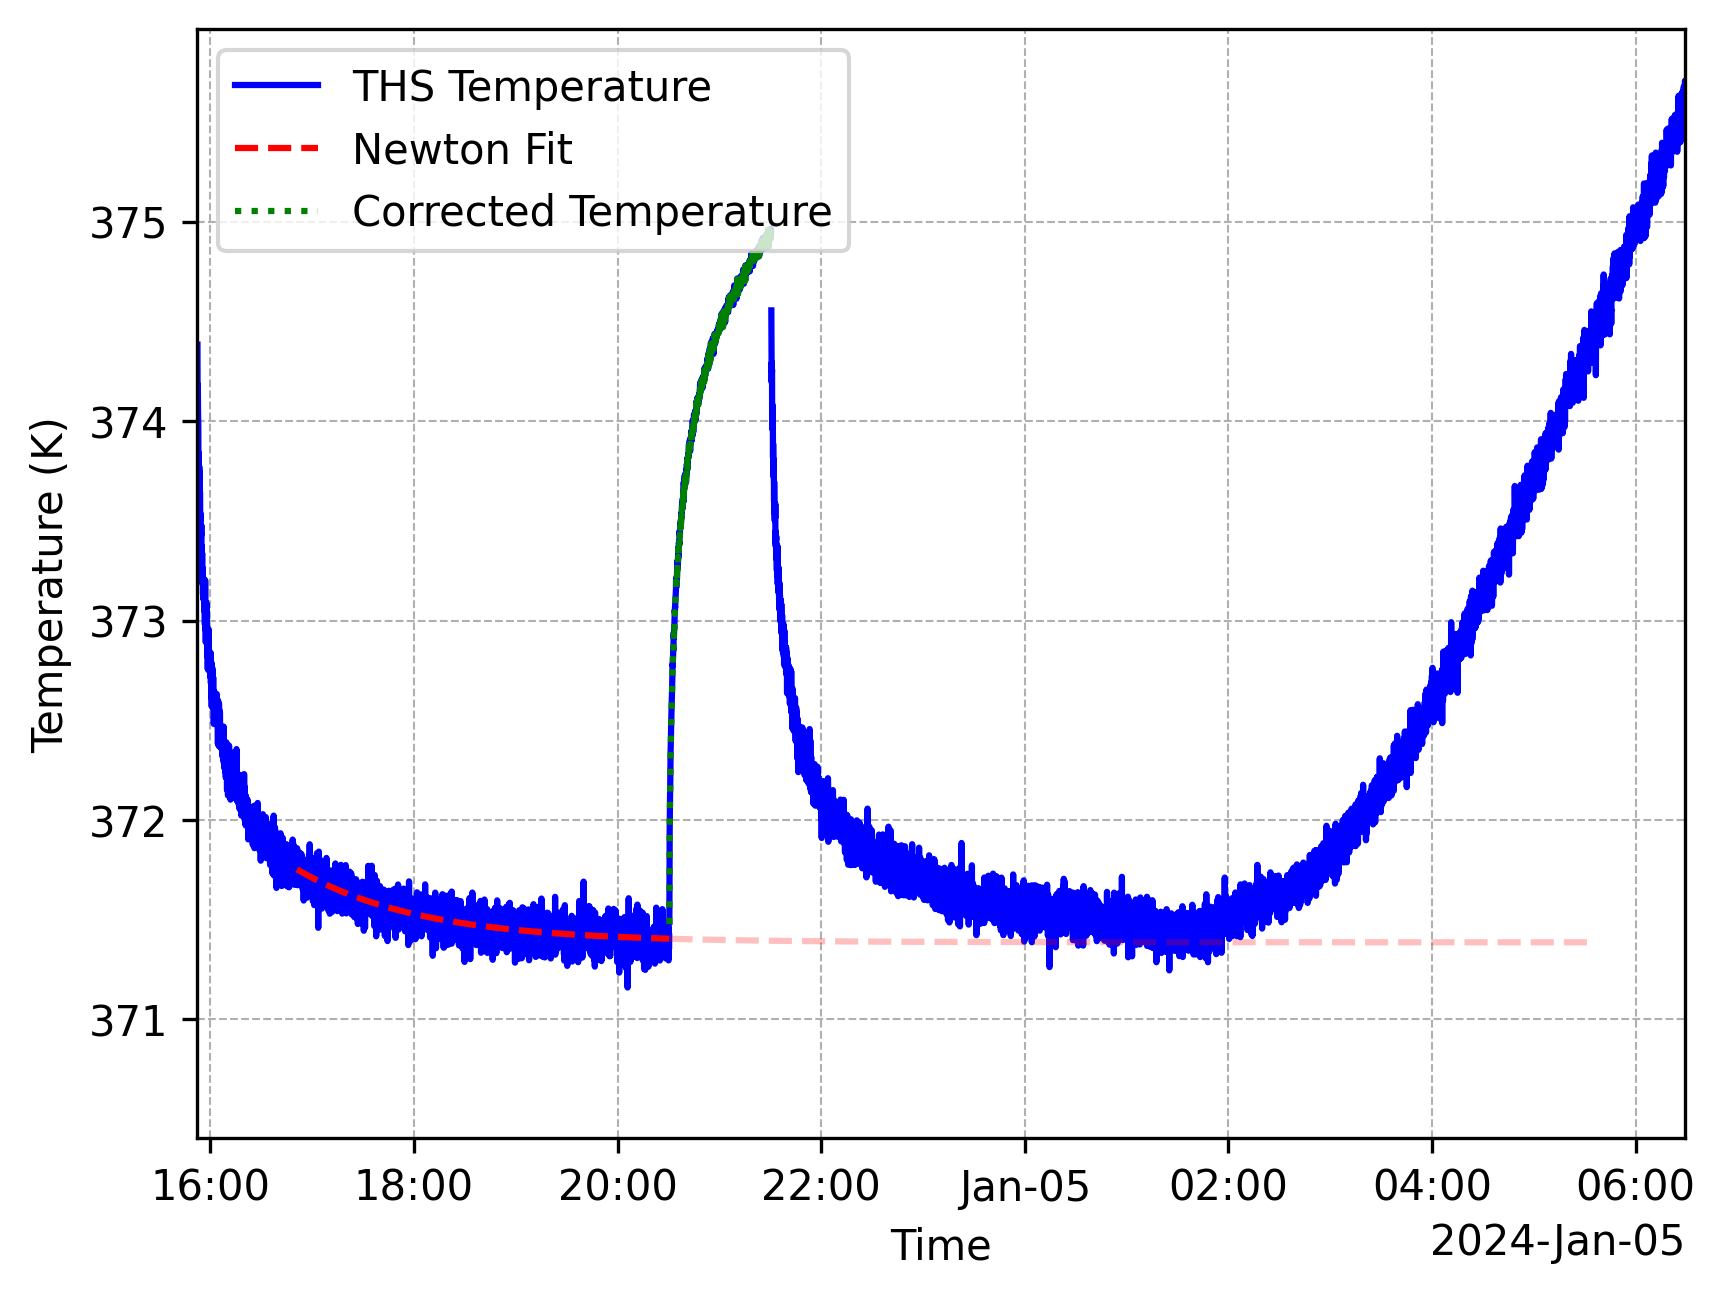 THS Temperature
Newton Fit
Corrected Temperature
375
374
373
372
371
Temperature (K)
16:00 18:00 20:00 22:00 Jan-05 02:00 04:00 06:00
2024-Jan-05
Time